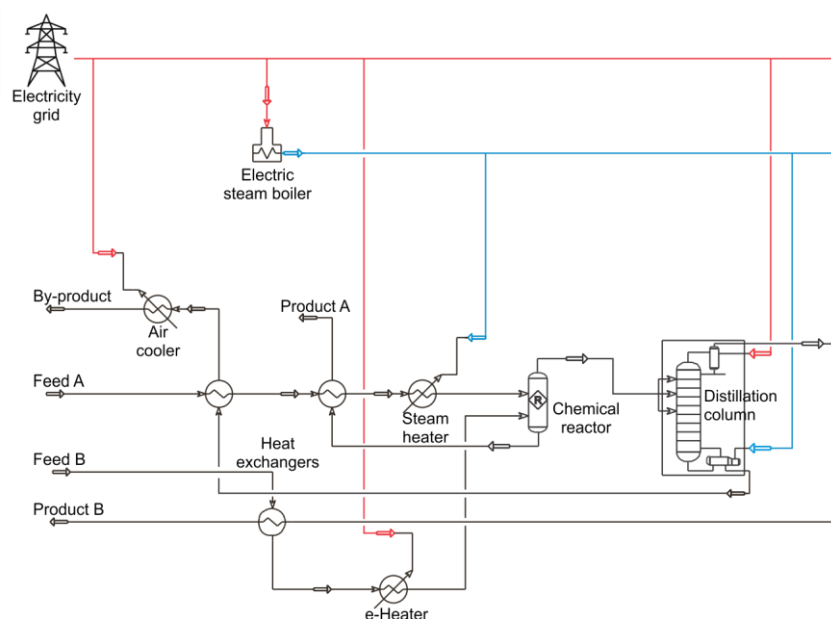 Electricity
grid
Electric
steam boiler
By-product
Product A
Air
cooler
Feed A
Steam
heater
R
Chemical
reactor
Distillation
column
Heat
exchangers
Feed B
Product B
e-Heater